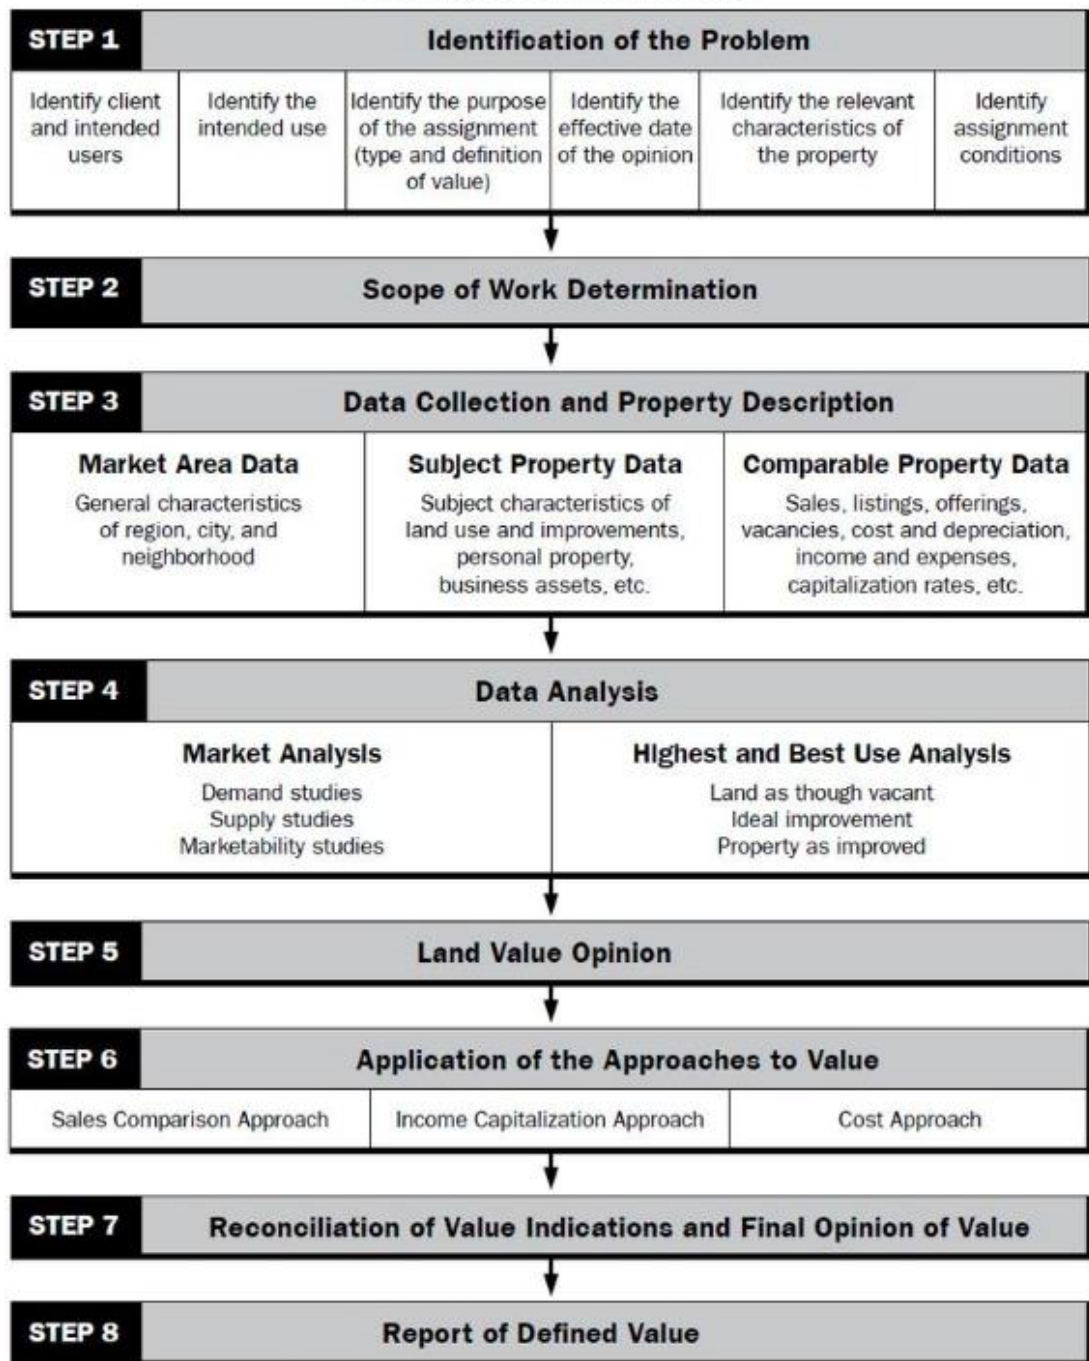 STEP 1
Identification of the Problem
Identify client
and intended
users
Identify the
intended use
Identify the purpose
of the assignment
(type and definition
of value)
Identify the
effective date
of the opinion
Identify the relevant
characteristics of
the property
Identify
assignment
conditions
STEP 2
Scope of Work Determination
STEP 3
Data Collection and Property Description
Market Area Data
General characteristics
of region, city, and
neighborhood
Subject Property Data
Subject characteristics of
land use and improvements,
personal property,
business assets, etc.
Comparable Property Data
Sales, listings, offerings,
vacancies, cost and depreciation,
income and expenses,
capitalization rates, etc.
STEP 4
Data Analysis
Market Analysis
Demand studies
Supply studies
Marketability studies
Highest and Best Use Analysis
Land as though vacant
Ideal improvement
Property as improved
STEP 5
Land Value Opinion
STEP 6
Application of the Approaches to Value
Sales Comparison Approach
Income Capitalization Approach
Cost Approach
STEP 7
Reconciliation of Value Indications and Final Opinion of Value
STEP 8
Report of Defined Value